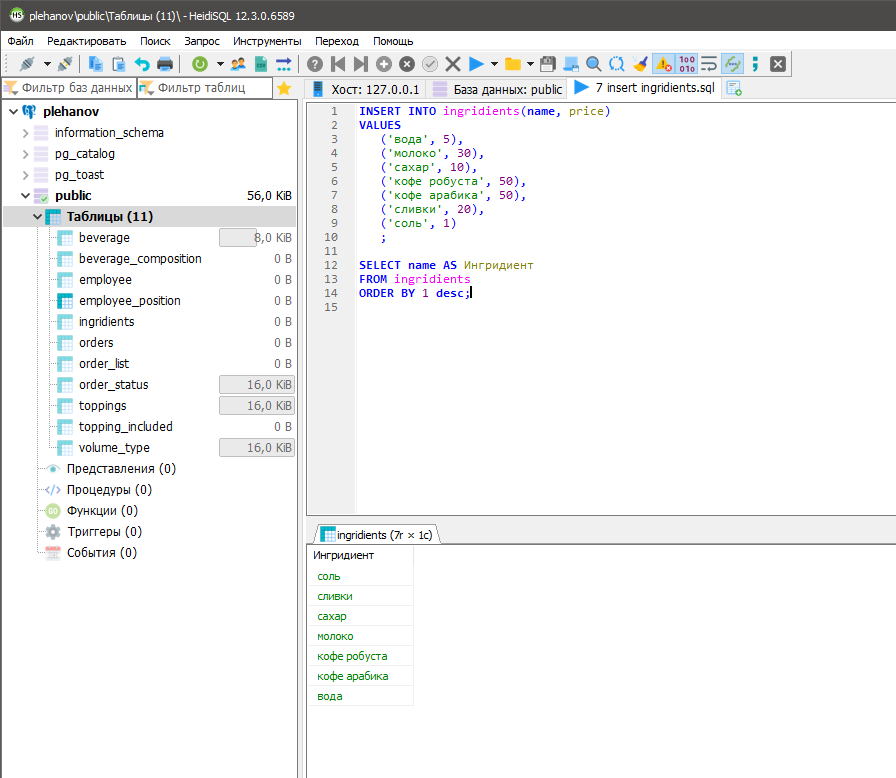 plehanov\public\Таблицы (11)\ - HeidiSQL 12.3.0.6589
Файл Редактировать Поиск Запрос Инструменты Переход Помощь
Фильтр баз данных Фильтр таблиц
Хост: 127.0.0.1 База данных: public 7 insert ingridients.sql
plehanov
information_schema
pg_catalog
pg_toast
public 56,0 KiB
Таблицы (11)
beverage 8,0 KiB
beverage_composition 0 B
employee 0 B
employee_position 0 B
ingridients 0 B
orders 0 B
order_list 0 B
order_status 16,0 KiB
toppings 16,0 KiB
topping_included 0 B
volume_type 16,0 KiB
Представления (0)
Процедуры (0)
Функции (0)
Триггеры (0)
События (0)
1 INSERT INTO ingridients(name, price)
2 VALUES
3 ('вода', 5),
4 ('молоко', 30),
5 ('сахар', 10),
6 ('кофе робуста', 50),
7 ('кофе арабика', 50),
8 ('сливки', 20),
9 ('соль', 1)
10 ;
11
12 SELECT name AS Ингридиент
13 FROM ingridients
14 ORDER BY 1 desc;
15
ingridients (7r × 1c)
Ингридиент
соль
сливки
сахар
молоко
кофе робуста
кофе арабика
вода